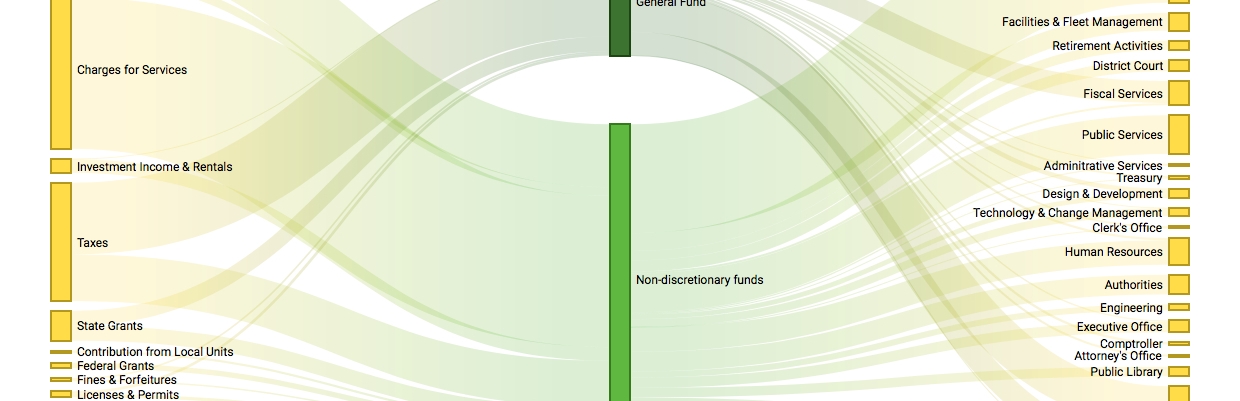 General Fund
Charges for Services
Investment Income & Rentals
Taxes
State Grants
Contribution from Local Units
Federal Grants
Fines & Forfeitures
Licenses & Permits
Non-discretionary funds
Facilities & Fleet Management
Retirement Activities
District Court
Fiscal Services
Public Services
Adminitrative Services
Treasury
Design & Development
Technology & Change Management
Clerk's Office
Human Resources
Authorities
Engineering
Executive Office
Comptroller
Attorney's Office
Public Library